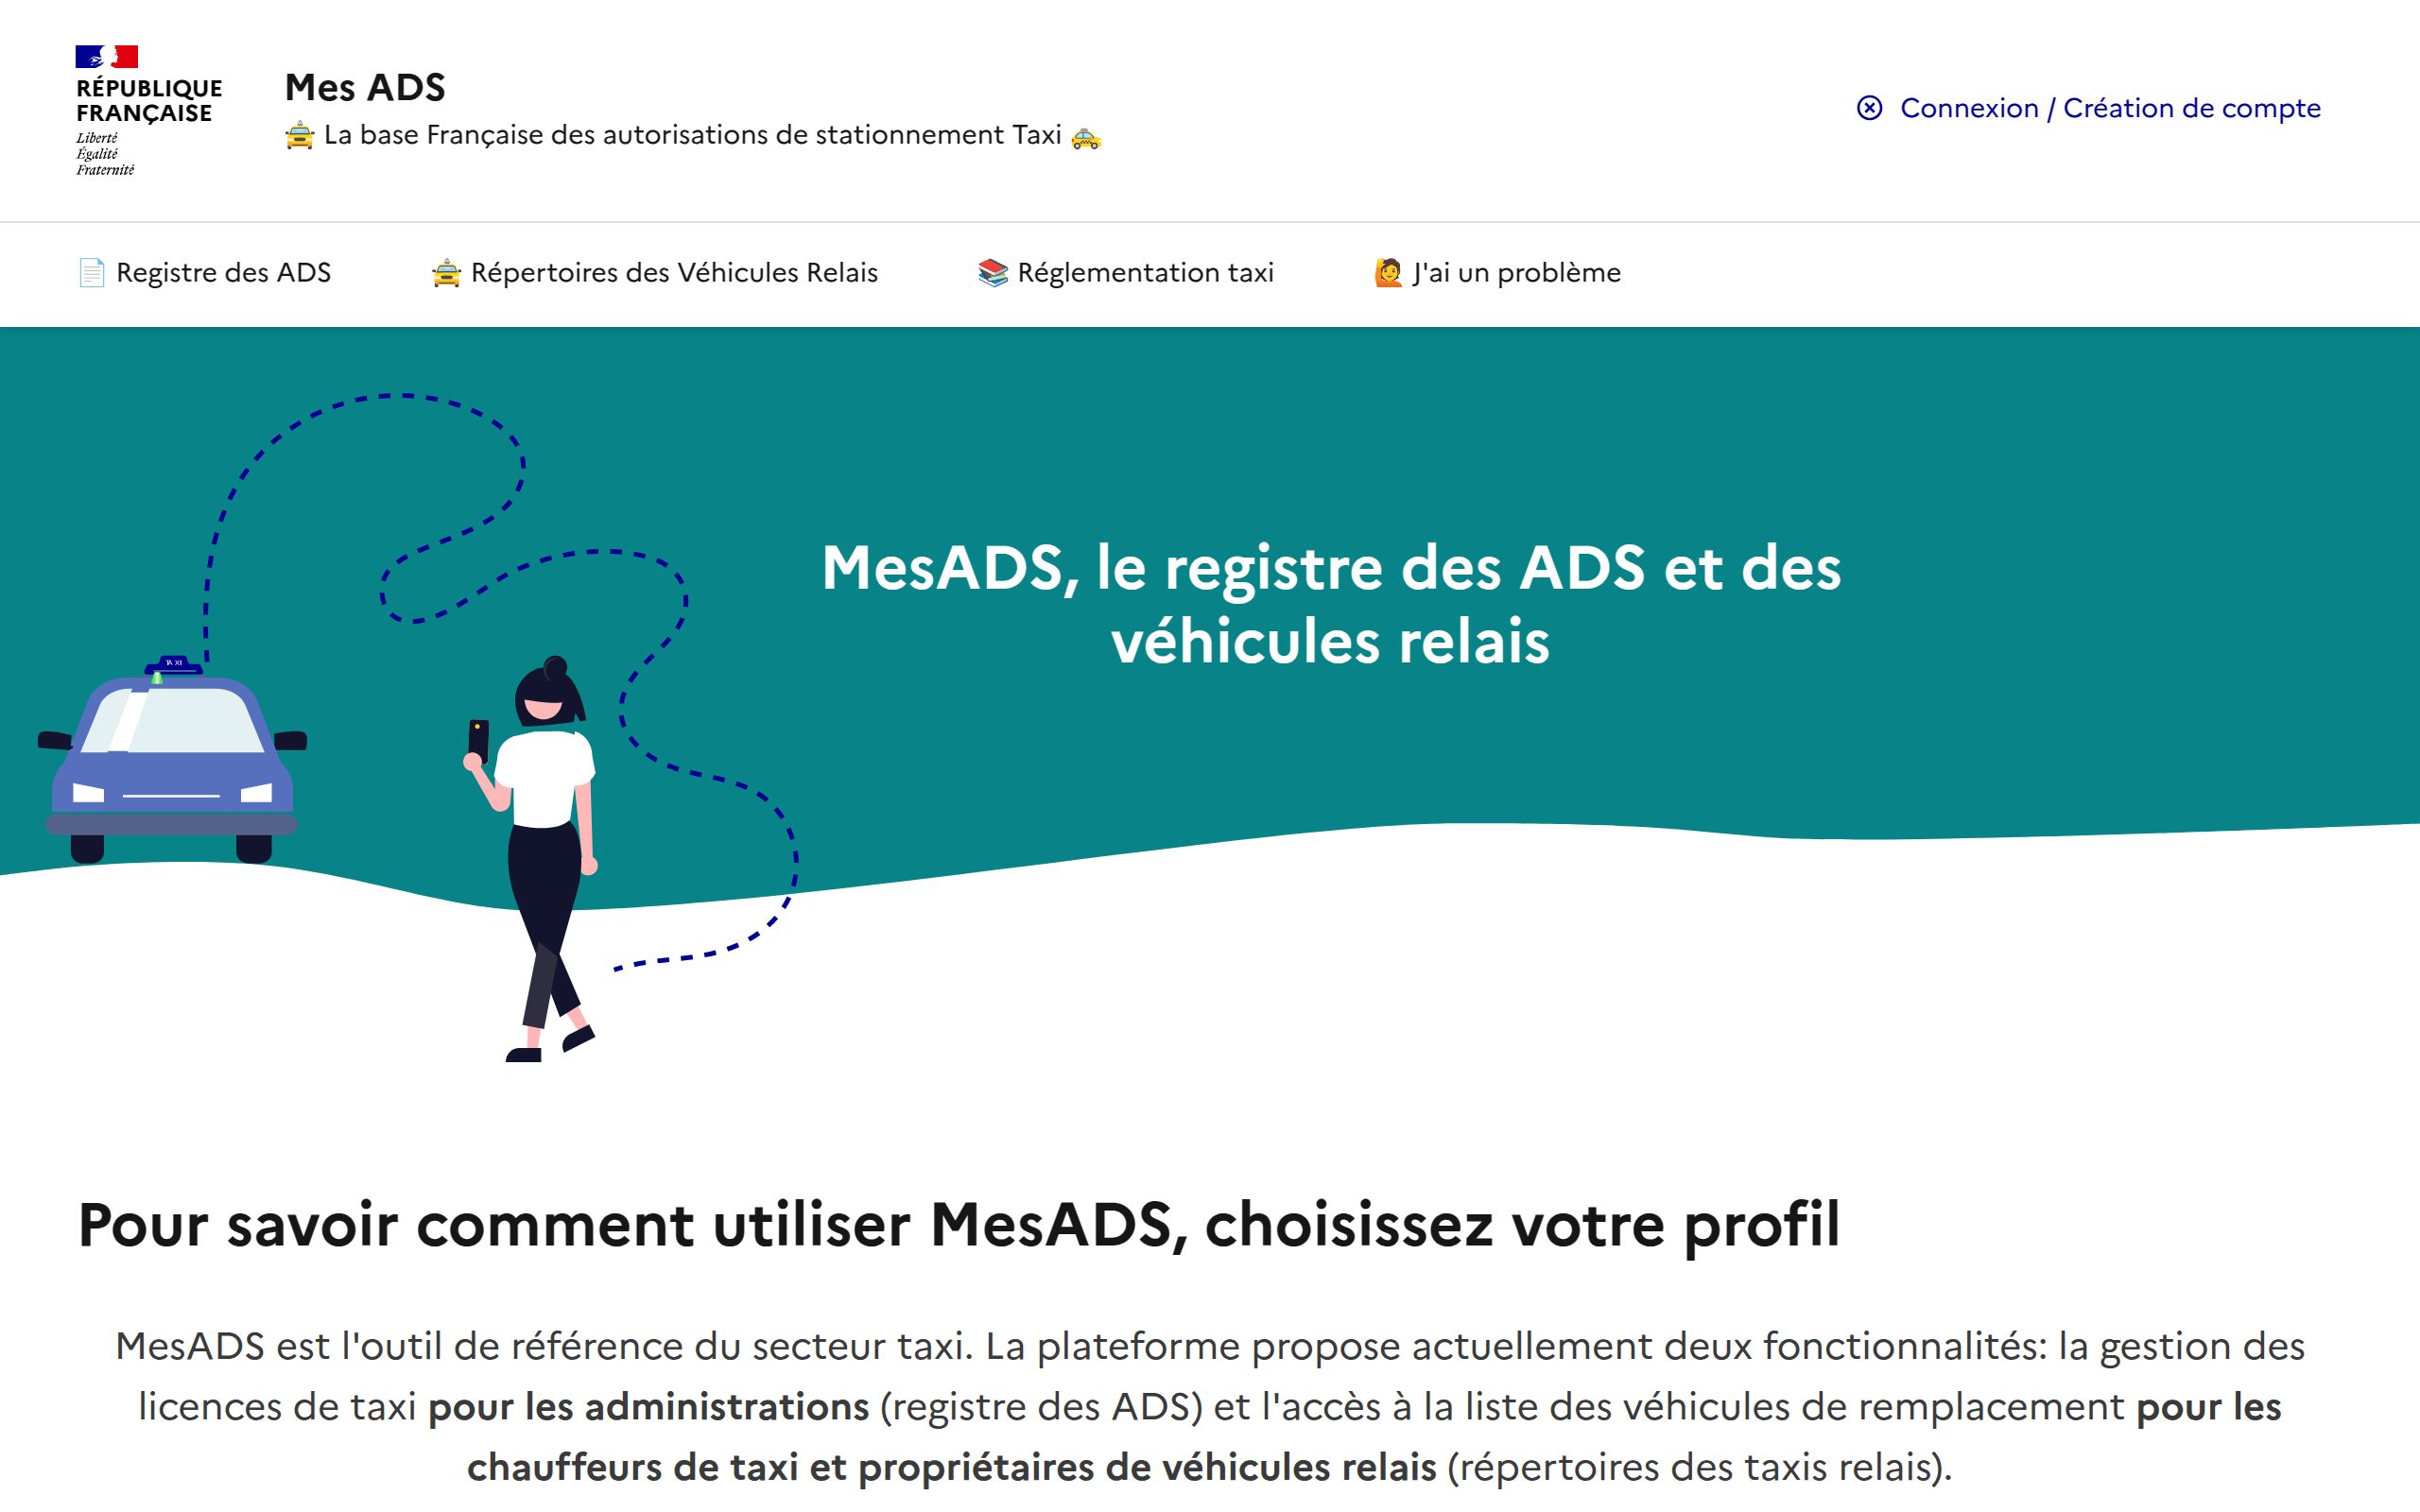 RÉPUBLIQUE
FRANÇAISE
Liberté
Égalité
Fraternité
Mes ADS
🚖 La base Française des autorisations de stationnement Taxi 🚕
Connexion / Création de compte
📄 Registre des ADS
🚖 Répertoires des Véhicules Relais
📚 Réglementation taxi
🙋 J'ai un problème
TAXI
MesADS, le registre des ADS et des
véhicules relais
Pour savoir comment utiliser MesADS, choisissez votre profil
MesADS est l'outil de référence du secteur taxi. La plateforme propose actuellement deux fonctionnalités: la gestion des
licences de taxi pour les administrations (registre des ADS) et l'accès à la liste des véhicules de remplacement pour les
chauffeurs de taxi et propriétaires de véhicules relais (répertoires des taxis relais).